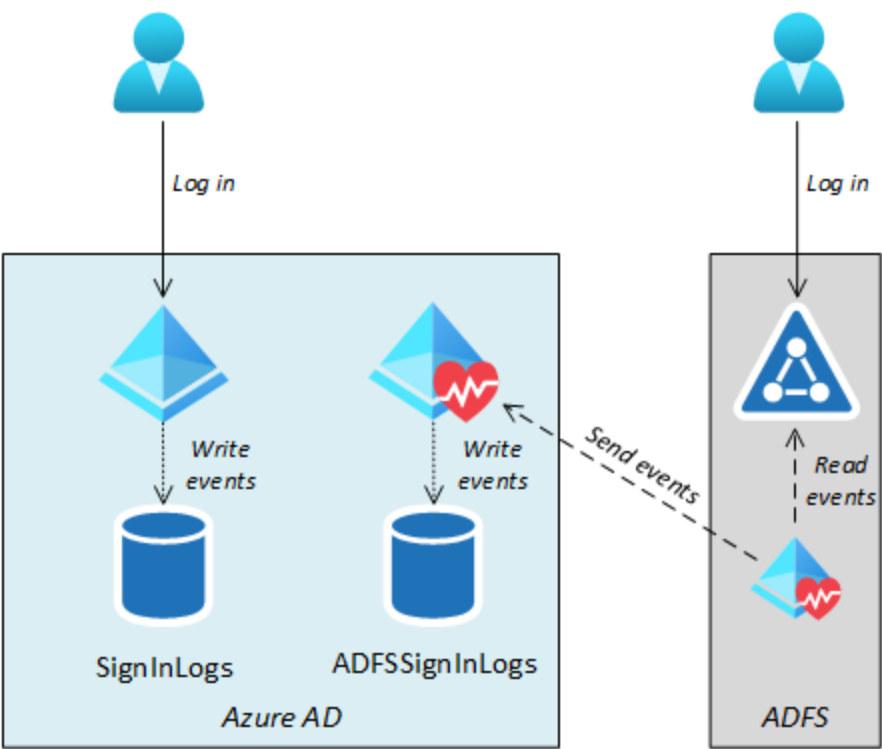 Log in
Log in
Write
events
Write
events
Send events
Read
events
SignInLogs
ADFSSignInLogs
Azure AD
ADFS